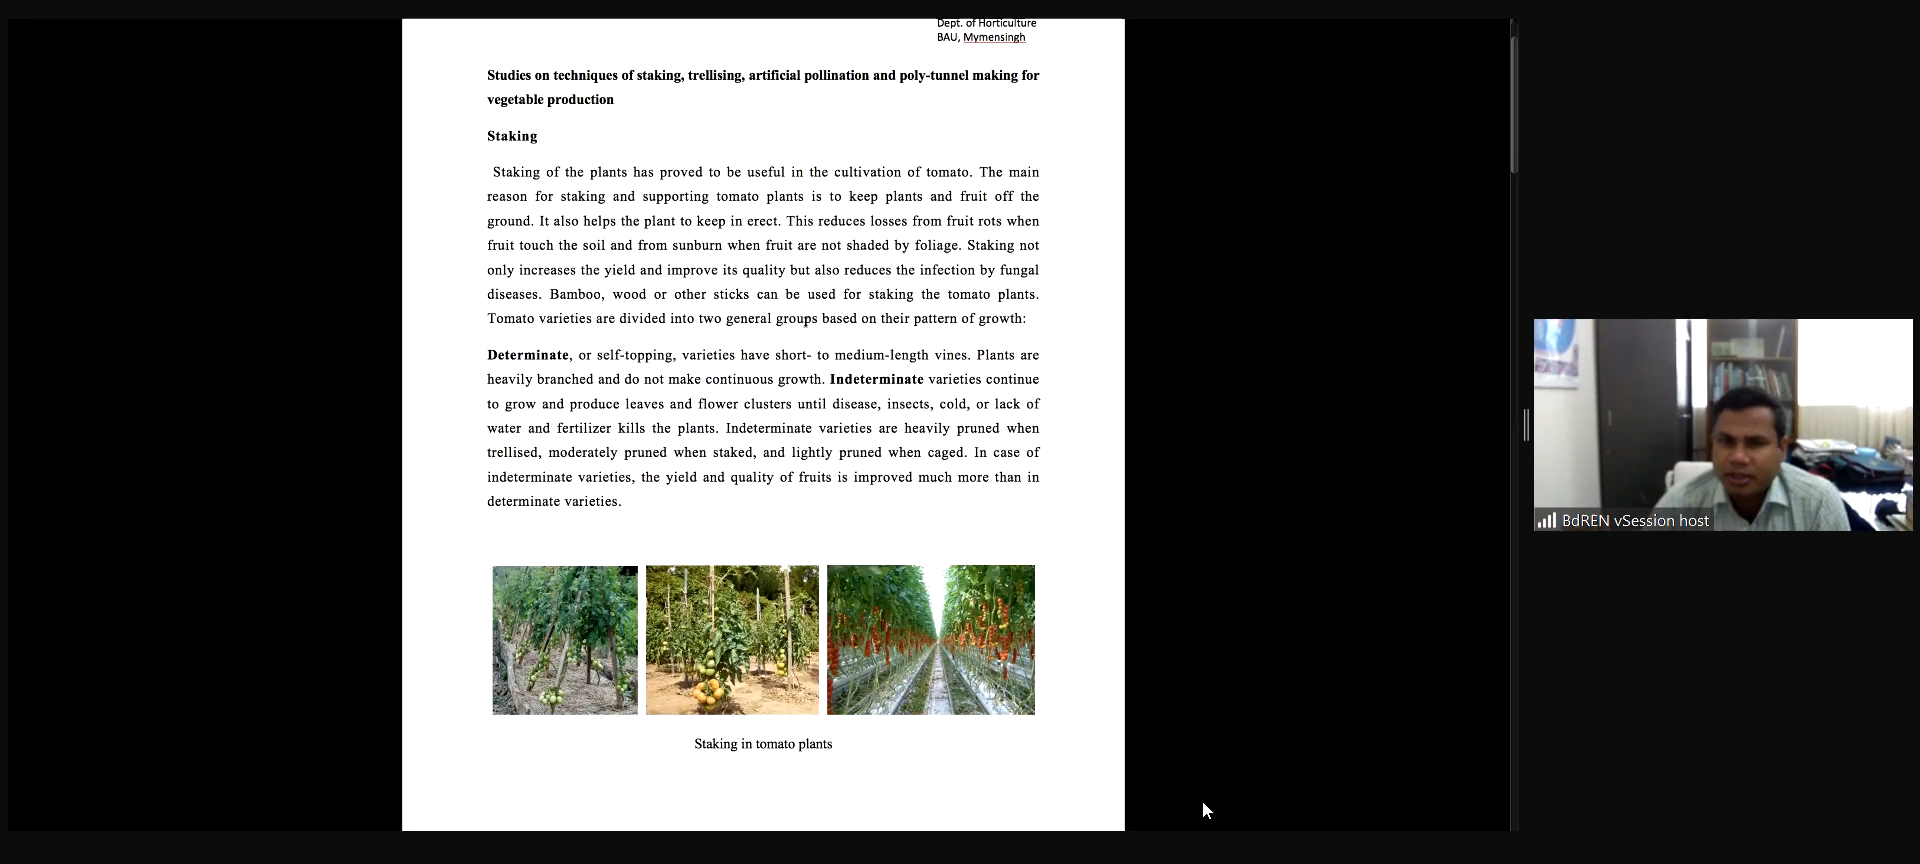 Dept. of Horticulture
BAU, Mymensingh
Studies on techniques of staking, trellising, artificial pollination and poly-tunnel making for
vegetable production
Staking
Staking of the plants has proved to be useful in the cultivation of tomato. The main
reason for staking and supporting tomato plants is to keep plants and fruit off the
ground. It also helps the plant to keep in erect. This reduces losses from fruit rots when
fruit touch the soil and from sunburn when fruit are not shaded by foliage. Staking not
only increases the yield and improve its quality but also reduces the infection by fungal
diseases. Bamboo, wood or other sticks can be used for staking the tomato plants.
Tomato varieties are divided into two general groups based on their pattern of growth:
Determinate, or self-topping, varieties have short- to medium-length vines. Plants are
heavily branched and do not make continuous growth. Indeterminate varieties continue
to grow and produce leaves and flower clusters until disease, insects, cold, or lack of
water and fertilizer kills the plants. Indeterminate varieties are heavily pruned when
trellised, moderately pruned when staked, and lightly pruned when caged. In case of
indeterminate varieties, the yield and quality of fruits is improved much more than in
determinate varieties.
Staking in tomato plants
BdREN vSession host